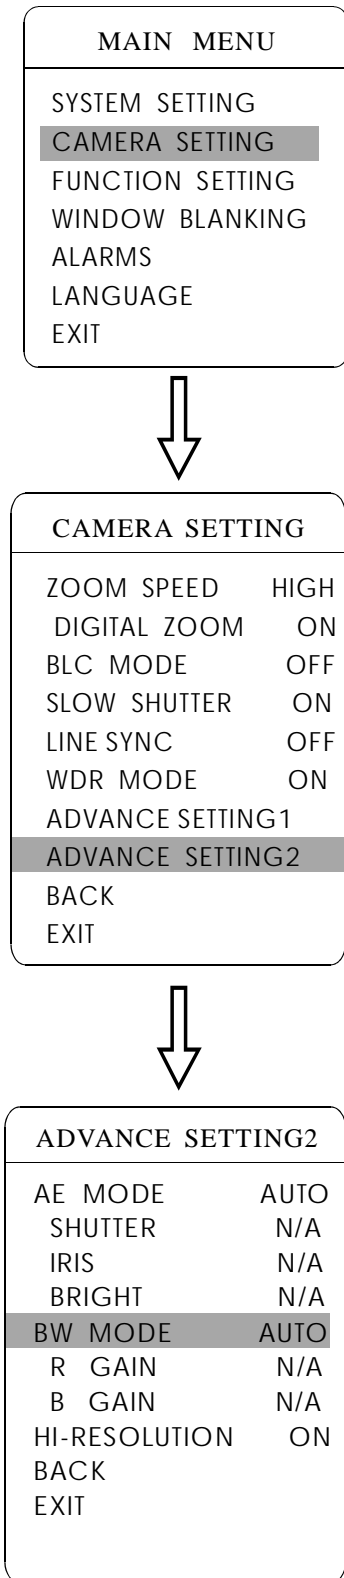 MAIN MENU
SYSTEM SETTING
CAMERA SETTING
FUNCTION SETTING
WINDOW BLANKING
ALARMS
LANGUAGE
EXIT
CAMERA SETTING
ZOOM SPEED HIGH
DIGITAL ZOOM ON
BLC MODE OFF
SLOW SHUTTER ON
LINE SYNC OFF
WDR MODE ON
ADVANCE SETTING1
ADVANCE SETTING2
BACK
EXIT
ADVANCE SETTING2
AE MODE AUTO
SHUTTER N/A
IRIS N/A
BRIGHT N/A
BW MODE AUTO
R GAIN N/A
B GAIN N/A
HI-RESOLUTION ON
BACK
EXIT